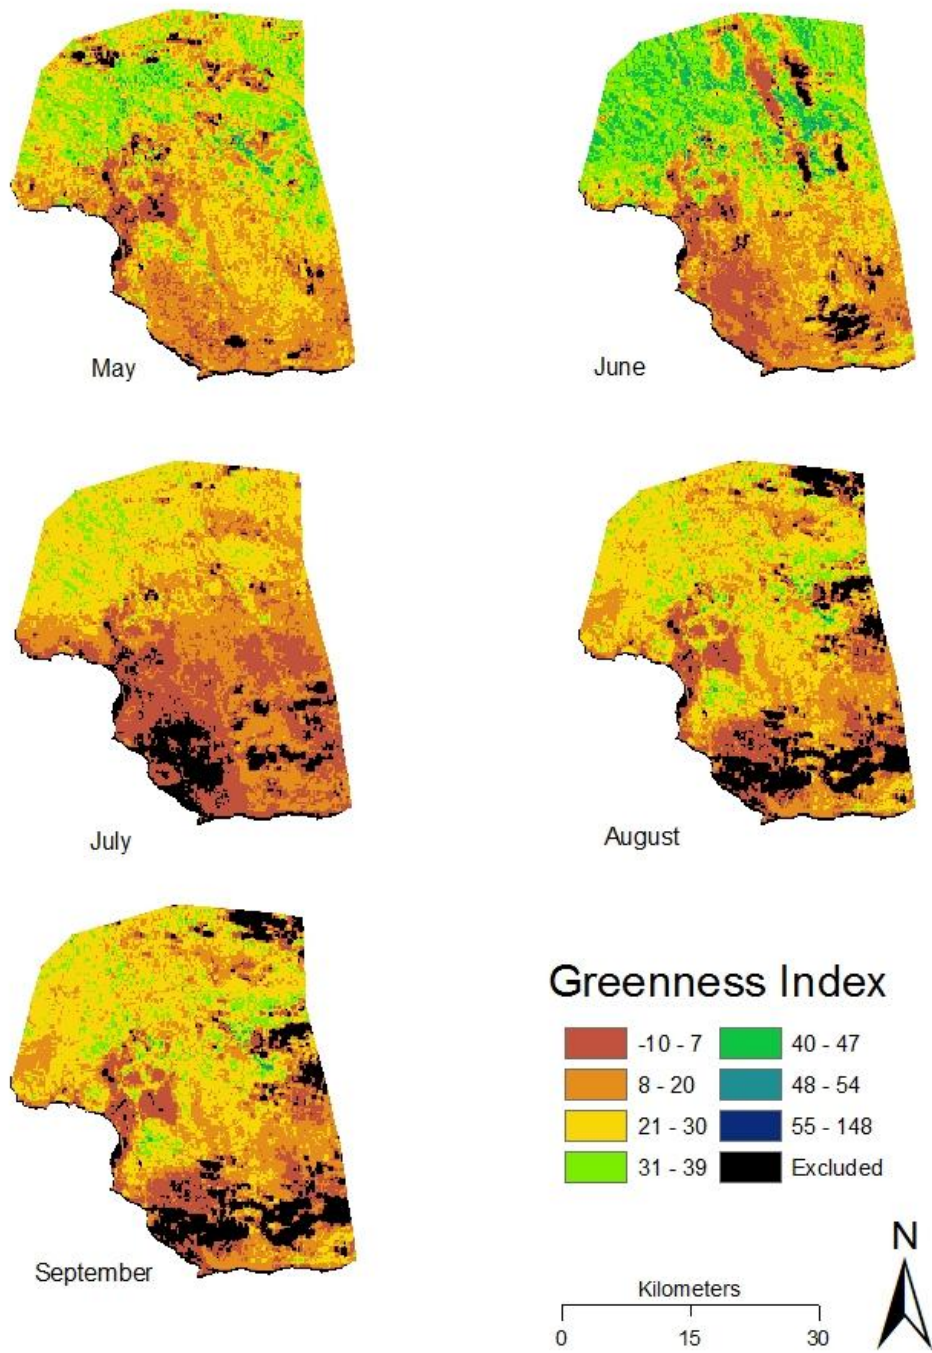 May
June
July
August
September
Greenness Index
-10 - 7
40 - 47
8 - 20
48 - 54
21 - 30
55 - 148
31 - 39
Excluded
N
Kilometers
0 15 30